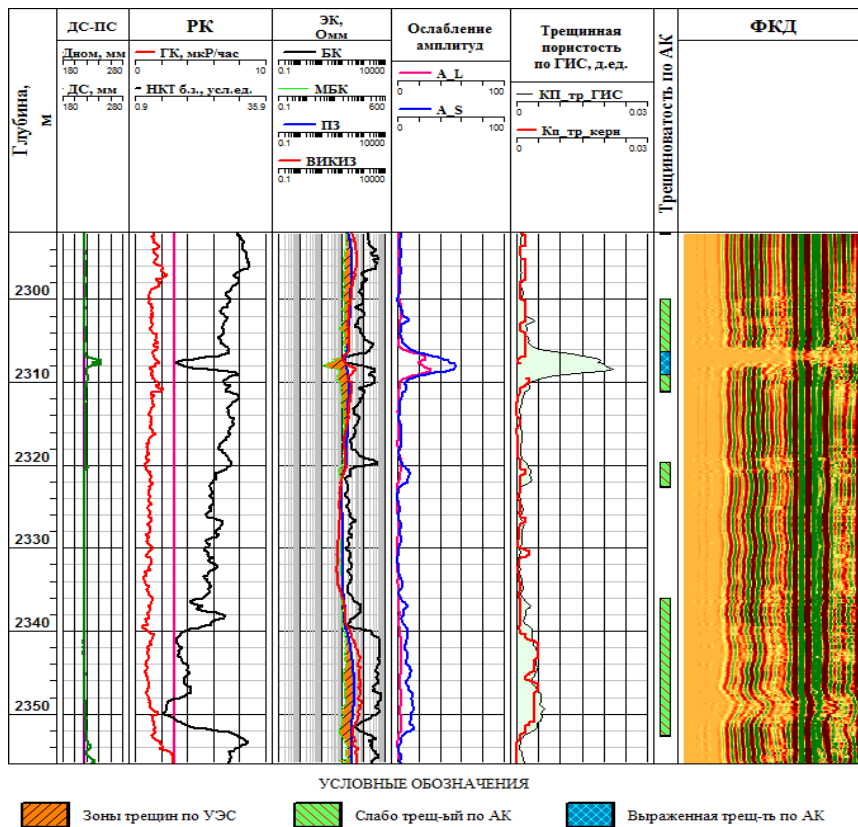 Глубина,
м
ДС-ПС
Dном, мм
180 280
ДС, мм
180 280
РК
ГК, мкР/час
0 10
НКТ б.з., усл.ед.
0.9 35.9
ЭК,
Омм
БК
0.1 10000
МБК
0.1 600
ПЗ
0.1 10000
ВИКИЗ
0.1 10000
Ослабление
амплитуд
A_L
0 100
A_S
0 100
Трещинная
пористость
по ГИС, д.ед.
КП_тр_ГИС
0 0.03
Кп_тр_керн
0 0.03
Трещиноватость по АК
ФКД
2300
2310
2320
2330
2340
2350
УСЛОВНЫЕ ОБОЗНАЧЕНИЯ
Зоны трещин по УЭС
Слабо трещ-ый по АК
Выраженная трещ-ть по АК